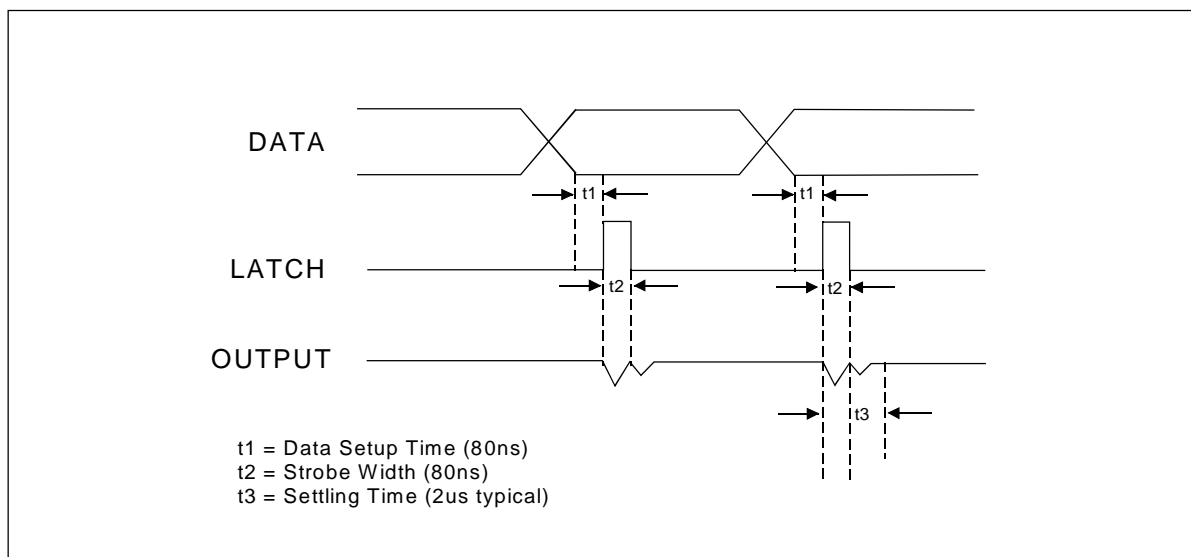 DATA
t1
t1
LATCH
t2
t2
OUTPUT
t3
t1 = Data Setup Time (80ns)
t2 = Strobe Width (80ns)
t3 = Settling Time (2us typical)